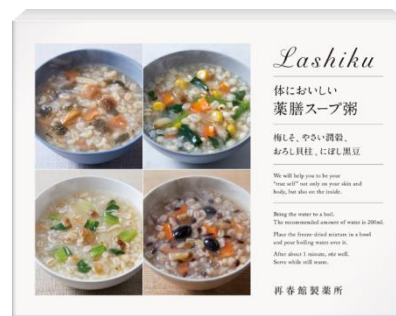 Lashiku
体においしい
薬膳スープ粥
梅しそ、やさい潤穀、
おろし貝柱、にぼし黒豆
We will help you to be your
"true self" not only on your skin and
body, but also on the inside.
Bring the water to a boil.
The recommended amount of water is 200ml.
Place the freeze-dried mixture in a bowl
and pour boiling water over it.
After about 1 minute, stir well.
Serve while still warm.
再春館製薬所